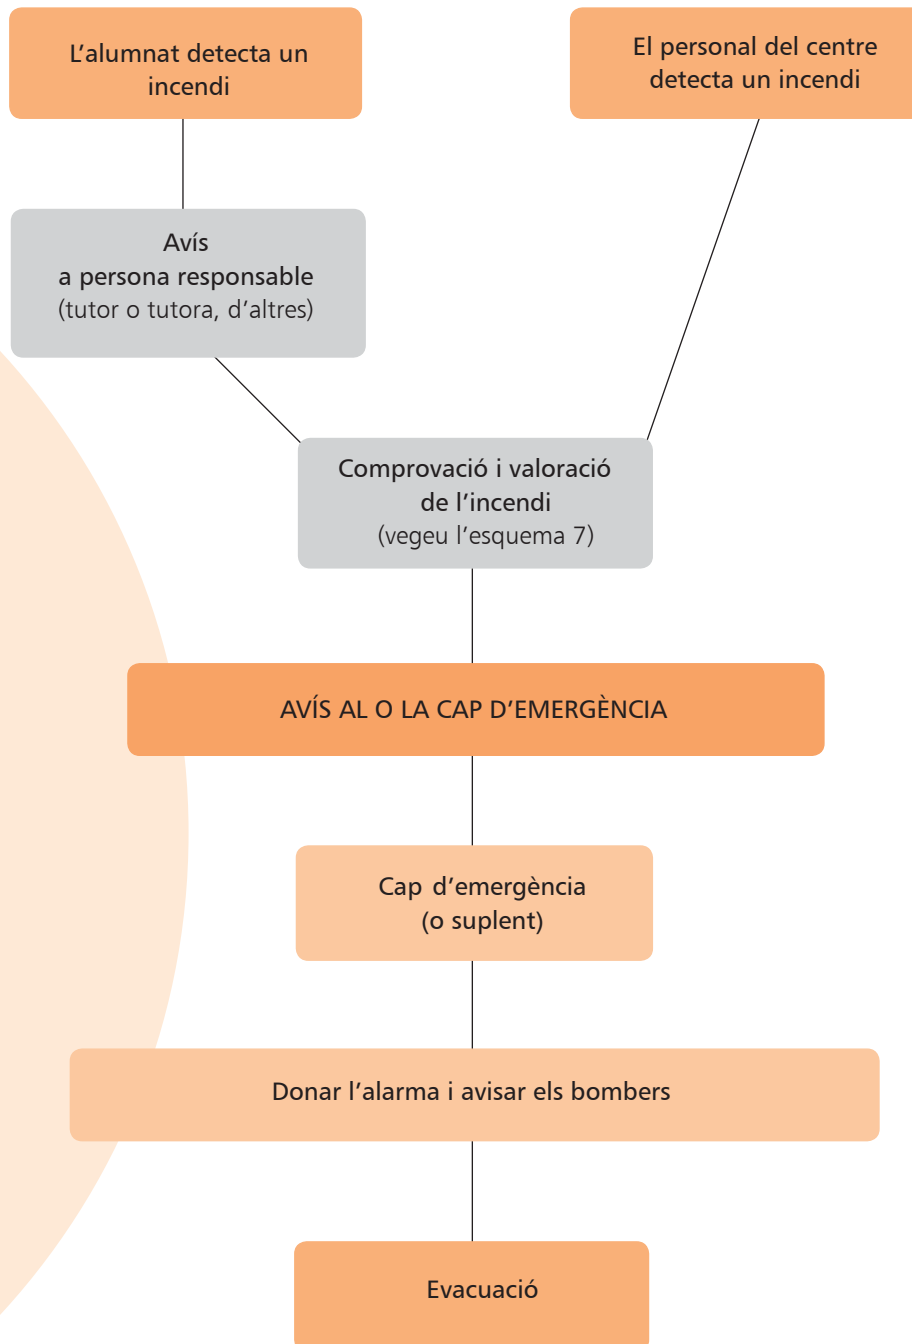 L'alumnat detecta un
incendi
El personal del centre
detecta un incendi
Avís
a persona responsable
(tutor o tutora, d'altres)
Comprovació i valoració
de l'incendi
(vegeu l'esquema 7)
AVÍS AL O LA CAP D'EMERGÈNCIA
Cap d'emergència
(o suplent)
Donar l'alarma i avisar els bombers
Evacuació